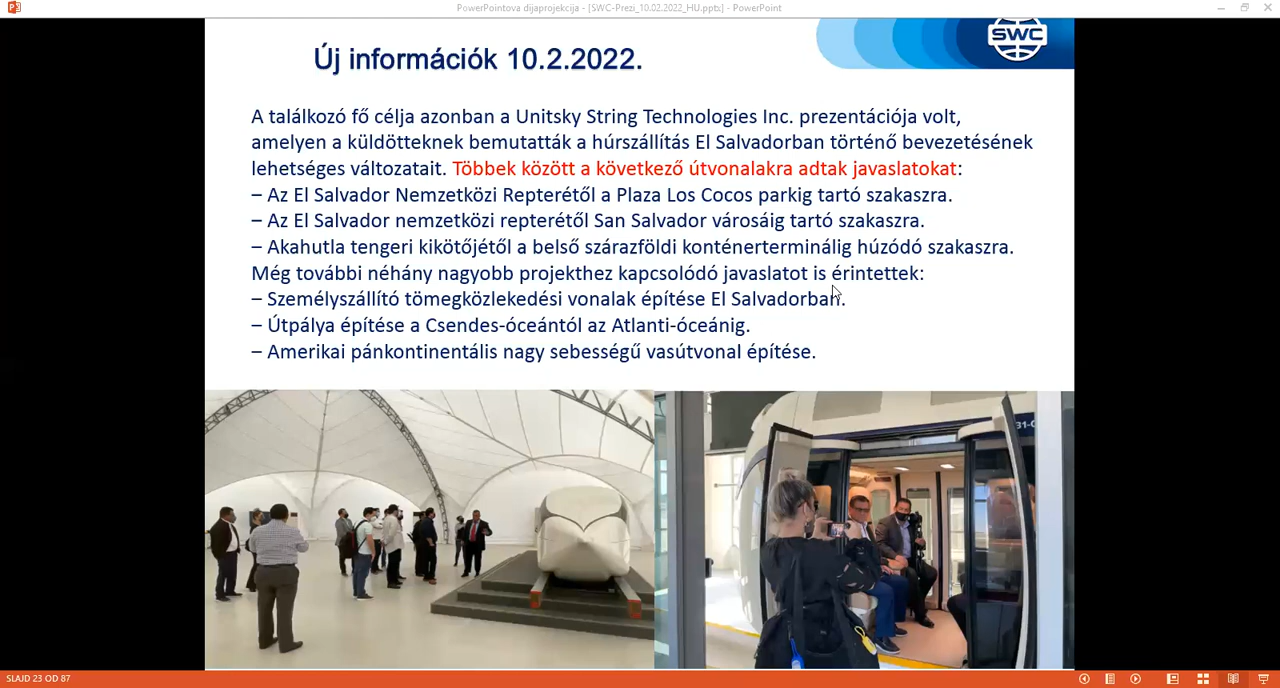 PowerPointova dijaprojekcija - [SWC-Prezi_10.02.2022_HU.pptx] - PowerPoint
SWC
Új információk 10.2.2022.
A találkozó fő célja azonban a Unitsky String Technologies Inc. prezentációja volt,
amelyen a küldötteknek bemutatták a húrszállítás El Salvadorban történő bevezetésének
lehetséges változatait. Többek között a következő útvonalakra adtak javaslatokat:
– Az El Salvador Nemzetközi Repterétől a Plaza Los Cocos parkig tartó szakaszra.
– Az El Salvador nemzetközi repterétől San Salvador városáig tartó szakaszra.
– Akahutla tengeri kikötőjétől a belső szárazföldi konténerterminálig húzódó szakaszra.
Még további néhány nagyobb projekthez kapcsolódó javaslatot is érintettek:
– Személyszállító tömegközlekedési vonalak építése El Salvadorban.
– Útpálya építése a Csendes-óceántól az Atlanti-óceánig.
– Amerikai pánkontinentális nagy sebességű vasútvonal építése.
SLAJD 23 OD 87